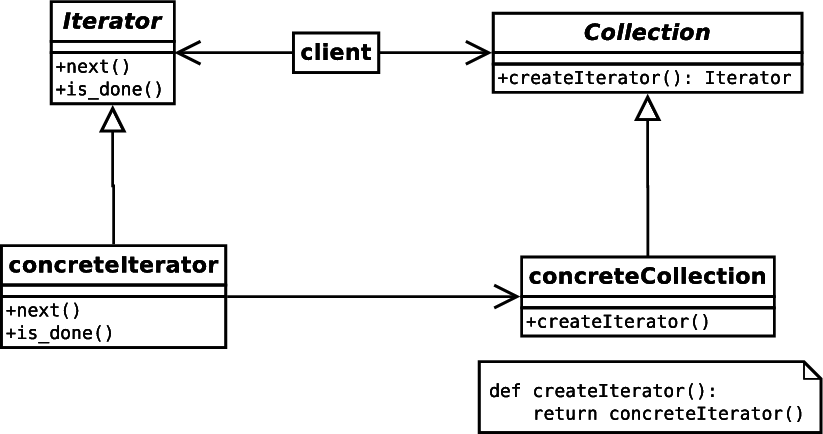 Iterator
+next()
+is_done()
client
Collection
+createIterator(): Iterator
concreteIterator
+next()
+is_done()
concreteCollection
+createIterator()
def createIterator():
    return concreteIterator()